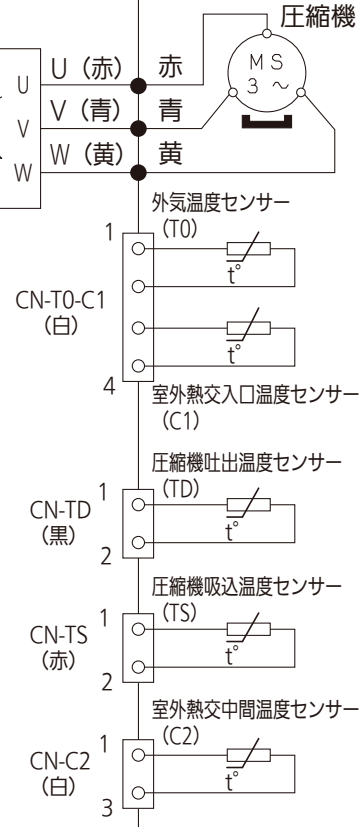 圧縮機
U U（赤） 赤
V V（青） 青
W W（黄） 黄
MS
3 ～
外気温度センサー
（T0）
1
t°
CN-T0-C1
（白）
t°
4
室外熱交入口温度センサー
（C1）
圧縮機吐出温度センサー
（TD）
1
CN-TD
（黒）
t°
2
圧縮機吸込温度センサー
（TS）
1
CN-TS
（赤）
t°
2
室外熱交中間温度センサー
（C2）
1
CN-C2
（白）
t°
3